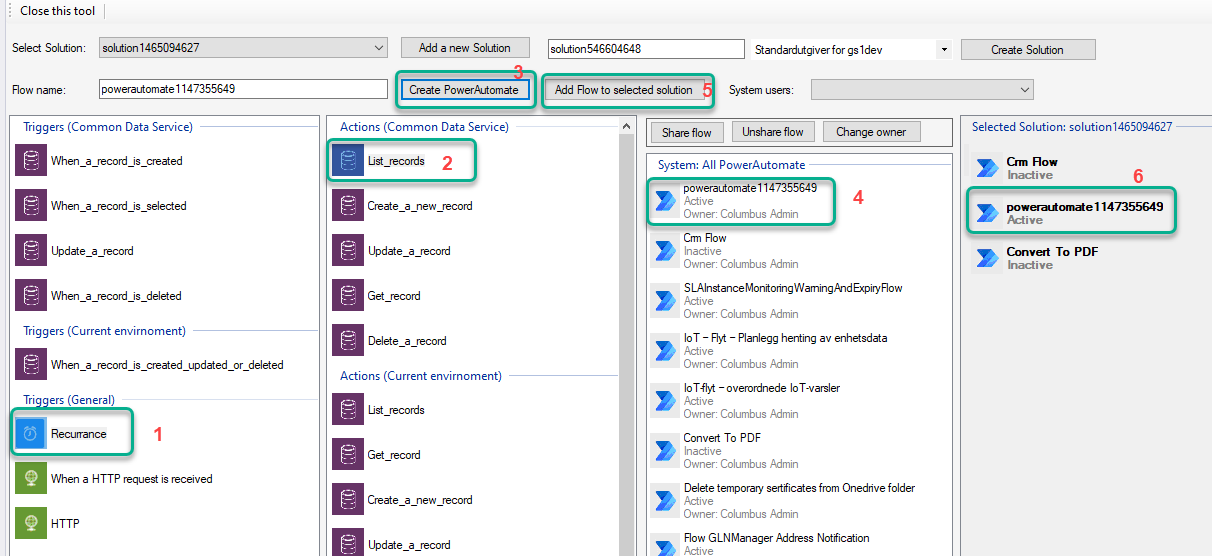 Close this tool
Select Solution: solution1465094627 Add a new Solution solution546604648 Standardutgiver for gs1dev Create Solution
3
Flow name: powerautomate1147355649 Create PowerAutomate Add Flow to selected solution 5 System users:
Triggers (Common Data Service)
When_a_record_is_created
When_a_record_is_selected
Update_a_record
When_a_record_is_deleted
Triggers (Current envirnoment)
When_a_record_is_created_updated_or_deleted
Triggers (General)
Recurrance 1
When a HTTP request is received
HTTP
Actions (Common Data Service)
List_records 2
Create_a_new_record
Update_a_record
Get_record
Delete_a_record
Actions (Current envirnoment)
List_records
Get_record
Create_a_new_record
Update_a_record
Share flow Unshare flow Change owner
System: All PowerAutomate
powerautomate1147355649
Active 4
Owner: Columbus Admin
Crm Flow
Inactive
Owner: Columbus Admin
SLAInstanceMonitoringWarningAndExpiryFlow
Active
Owner: Columbus Admin
IoT – Flyt – Planlegg henting av enhetsdata
Active
Owner: Columbus Admin
IoT-flyt – overordnede IoT-varsler
Active
Owner: Columbus Admin
Convert To PDF
Inactive
Owner: Columbus Admin
Delete temporary sertificates from Onedrive folder
Active
Owner: Columbus Admin
Flow GLNManager Address Notification
Active
Selected Solution: solution1465094627
Crm Flow
Inactive 6
powerautomate1147355649
Active
Convert To PDF
Inactive